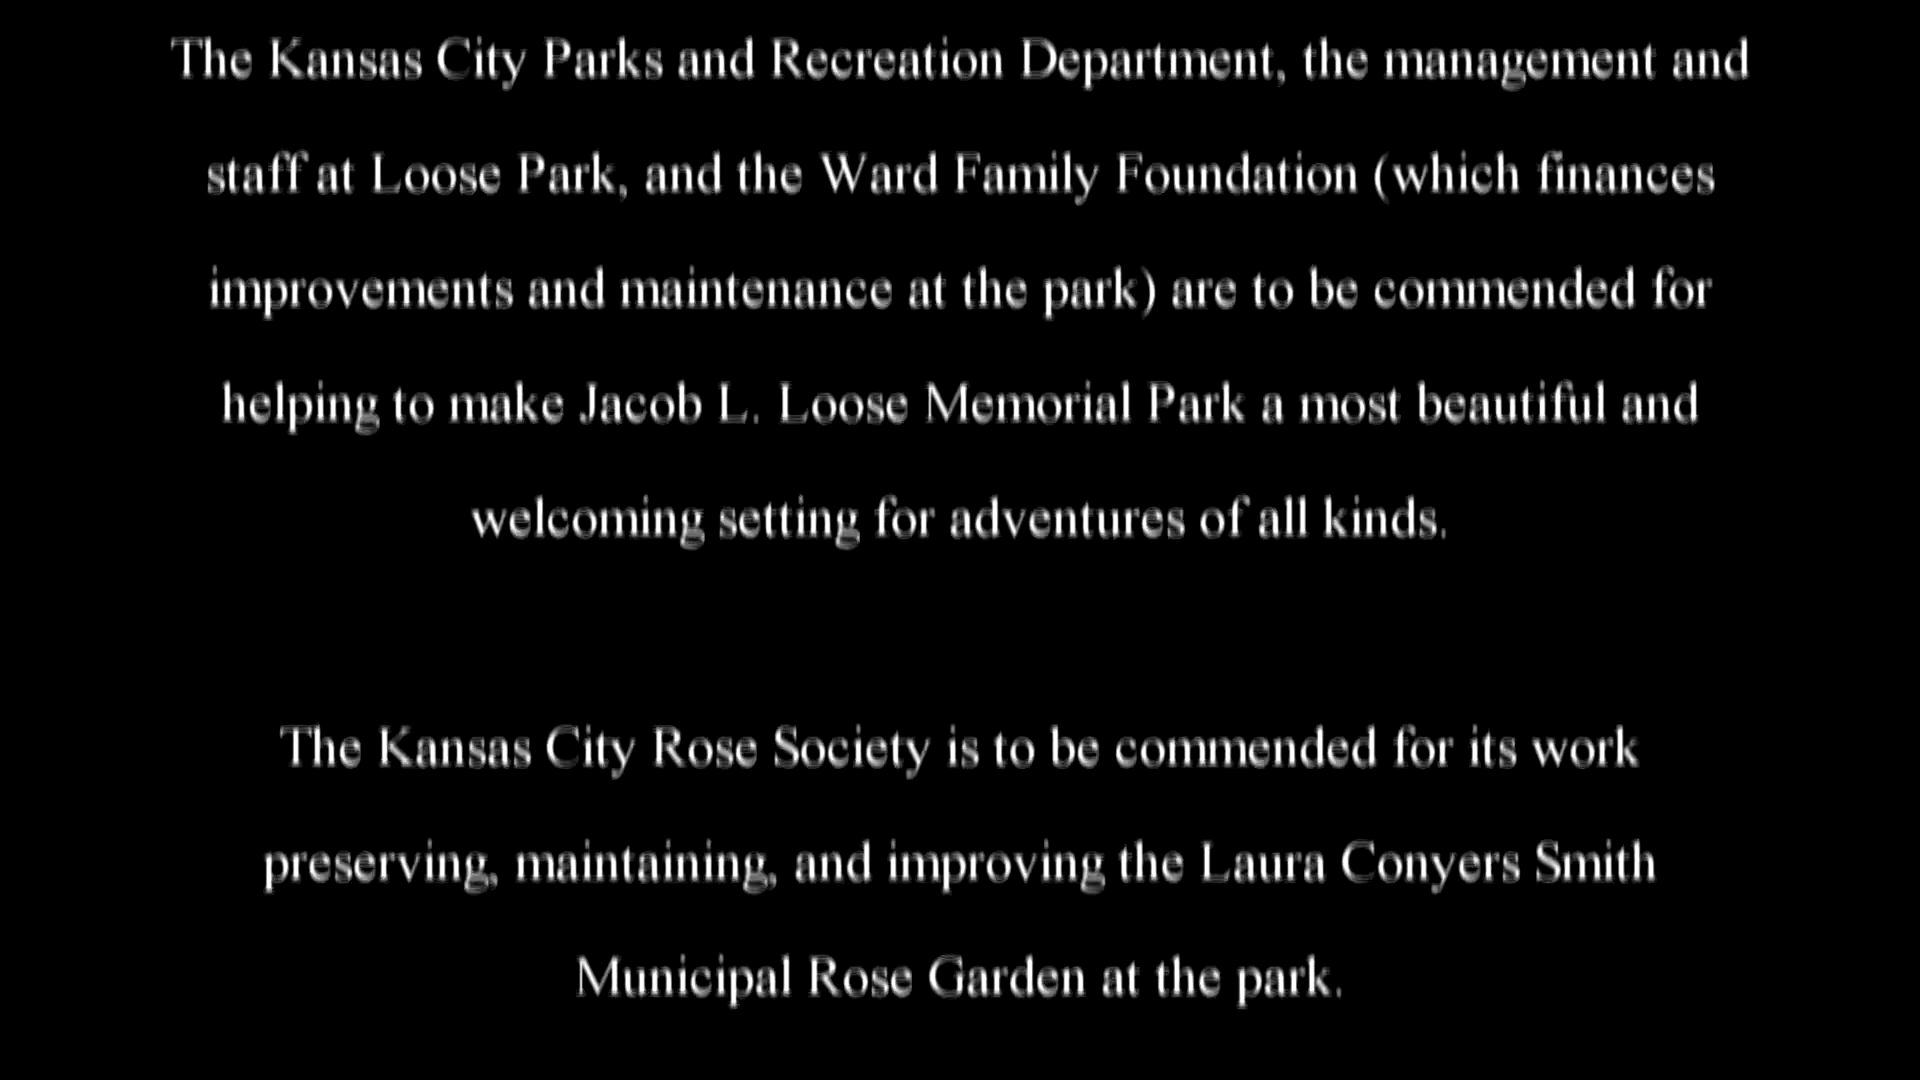 The Kansas City Parks and Recreation Department, the management and
staff at Loose Park, and the Ward Family Foundation (which finances
improvements and maintenance at the park) are to be commended for
helping to make Jacob L. Loose Memorial Park a most beautiful and
welcoming setting for adventures of all kinds.
The Kansas City Rose Society is to be commended for its work
preserving, maintaining, and improving the Laura Conyers Smith
Municipal Rose Garden at the park.